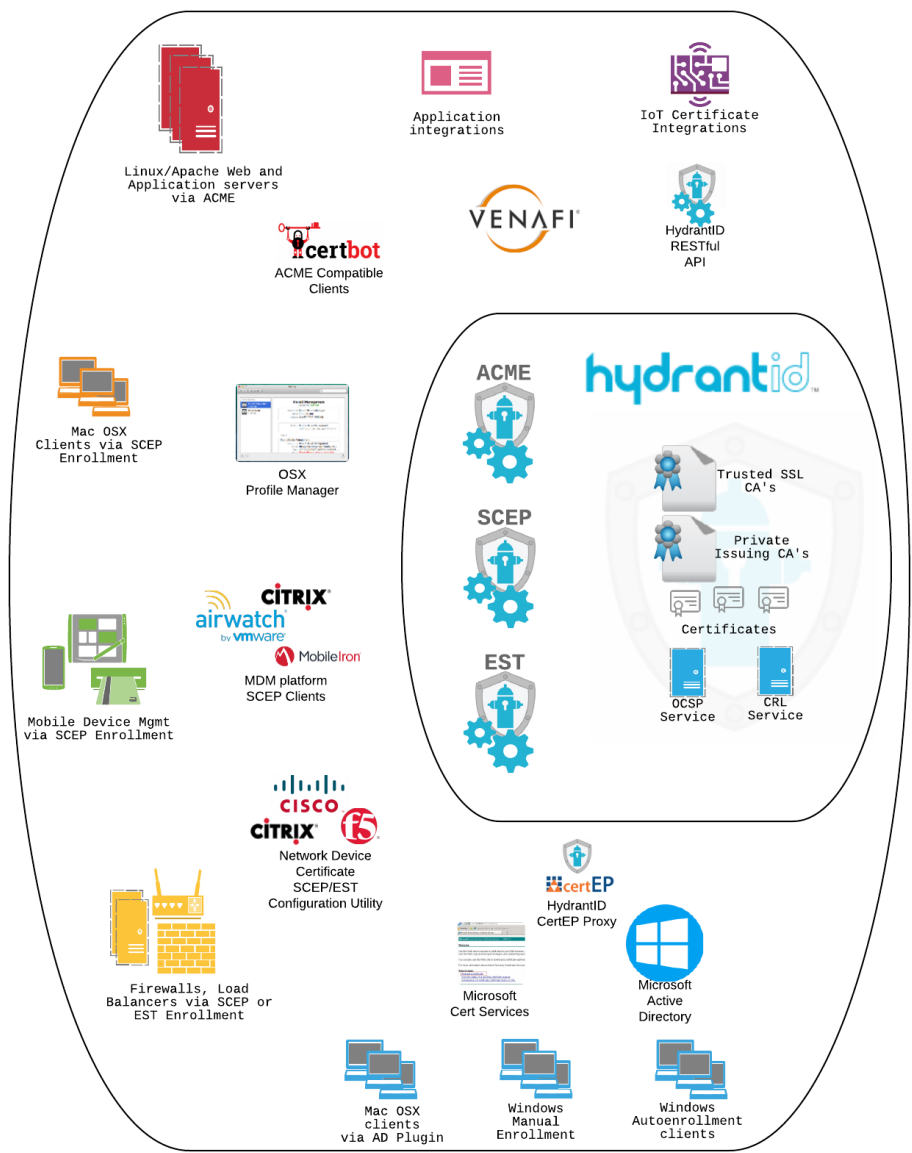 Application
integrations
IoT Certificate
Integrations
Linux/Apache Web and
Application servers
via ACME
VENAFI®
HydrantID
RESTful
API
certbot
ACME Compatible
Clients
ACME
hydrantid™
Mac OSX
Clients via SCEP
Enrollment
OSX
Profile Manager
Trusted SSL
CA's
SCEP
Private
Issuing CA's
Certificates
CITRIX®
airwatch®
by vmware®
MobileIron
MDM platform
SCEP Clients
EST
OCSP
Service
CRL
Service
Mobile Device Mgmt
via SCEP Enrollment
CISCO
CITRIX®
f5
Network Device
Certificate
SCEP/EST
Configuration Utility
certEP
HydrantID
CertEP Proxy
Firewalls, Load
Balancers via SCEP or
EST Enrollment
Microsoft
Cert Services
Microsoft
Active
Directory
Mac OSX
clients
via AD Plugin
Windows
Manual
Enrollment
Windows
Autoenrollment
clients